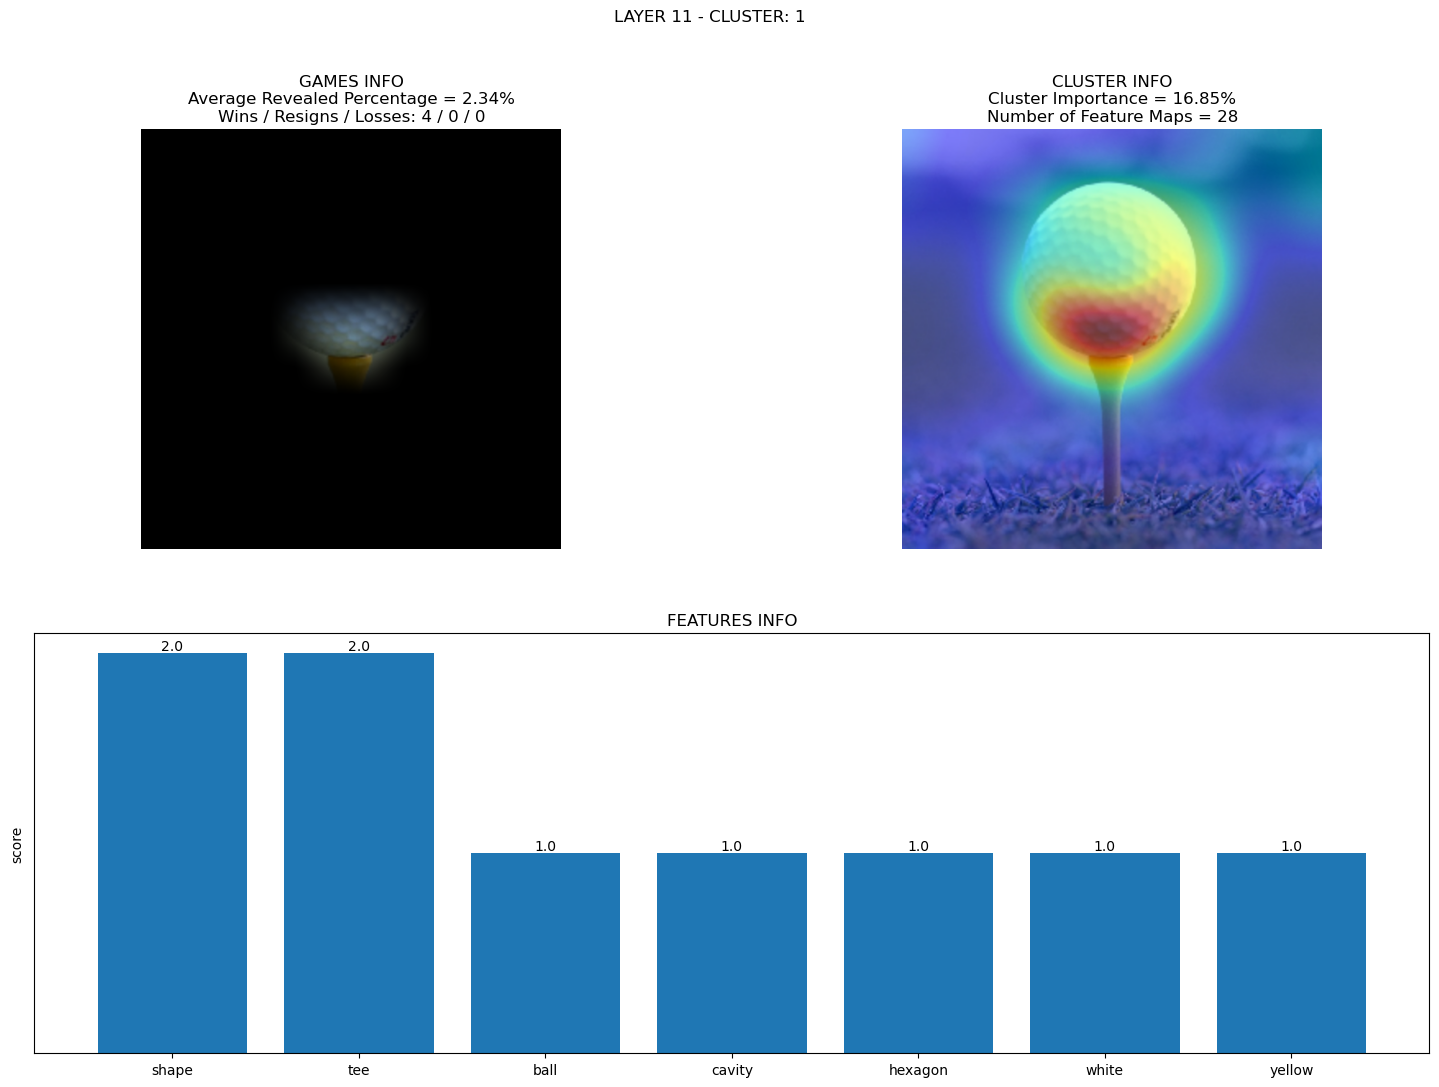 LAYER 11 - CLUSTER: 1
GAMES INFO
Average Revealed Percentage = 2.34%
Wins / Resigns / Losses: 4 / 0 / 0
CLUSTER INFO
Cluster Importance = 16.85%
Number of Feature Maps = 28
FEATURES INFO
score
2.0
2.0
1.0
1.0
1.0
1.0
1.0
shape
tee
ball
cavity
hexagon
white
yellow